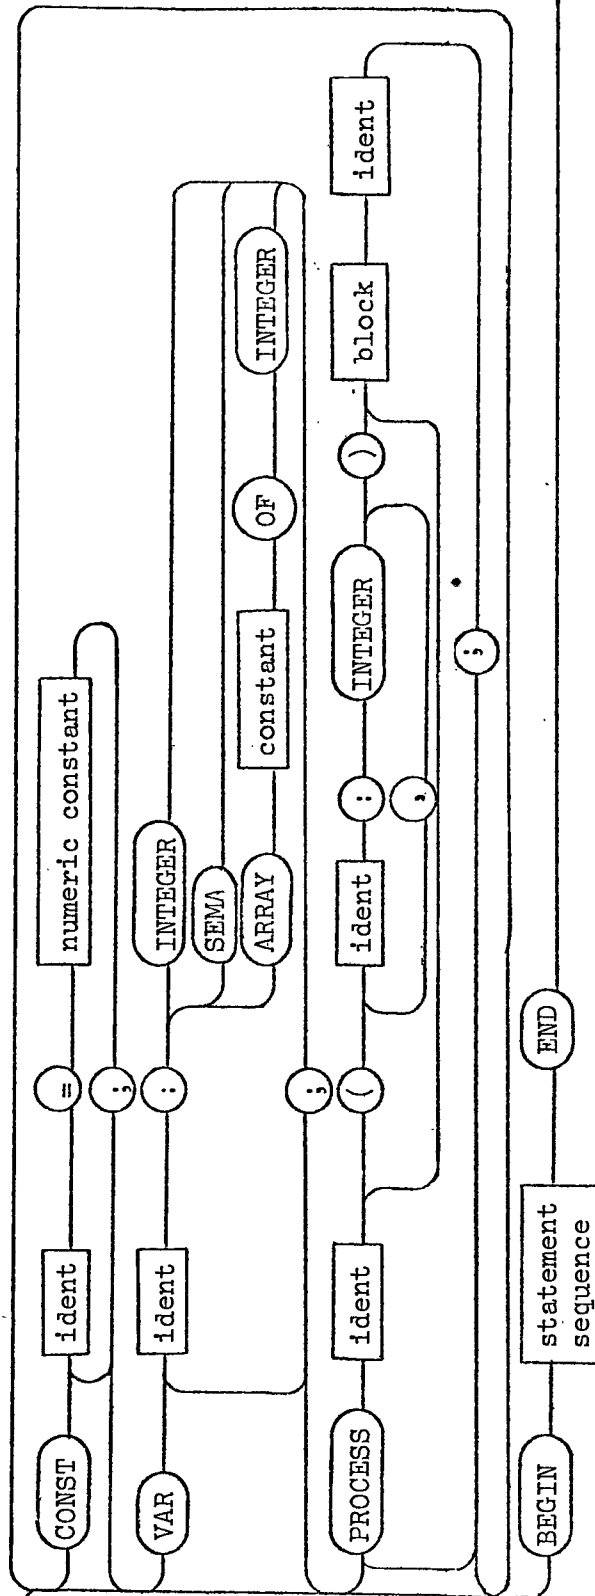 CONST ident = numeric constant
;
VAR ident : INTEGER
SEMA
ARRAY constant OF INTEGER
;
PROCESS ident ( ident : INTEGER ) block ident
,
;
BEGIN statement sequence END